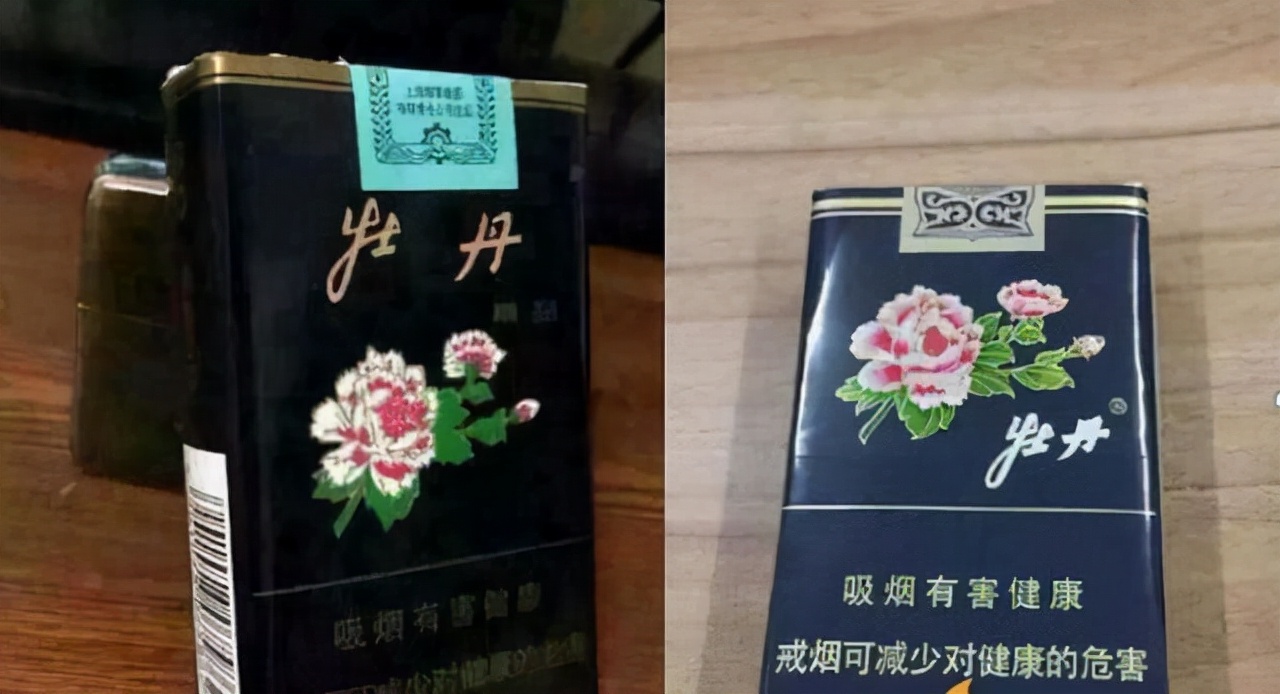 牡丹
吸烟有害健康
牡丹
吸烟有害健康
戒烟可减少对健康的危害